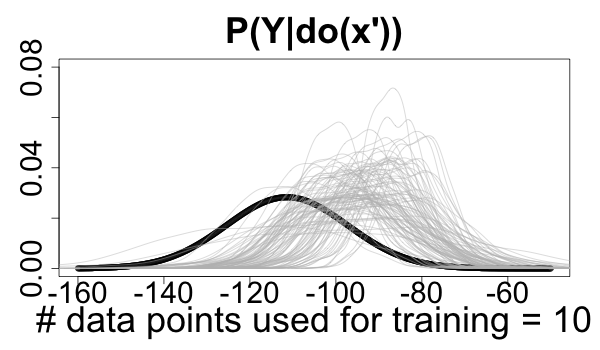 P(Y|do(x'))
0.08
0.04
0.00
-160 -140 -120 -100 -80 -60
# data points used for training = 10